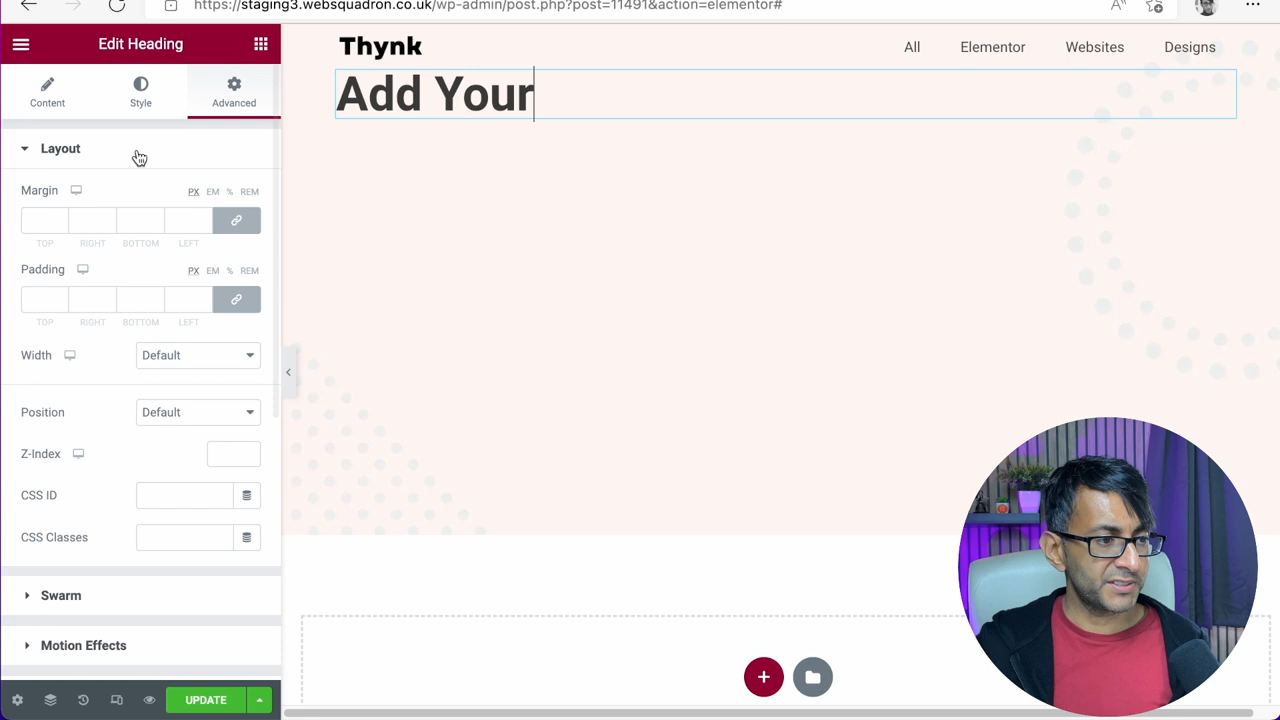 https://staging3.websquadron.co.uk/wp-admin/post.php?post=11491&action=elementor#
Edit Heading
Content
Style
Advanced
Layout
Margin
PX EM % REM
TOP RIGHT BOTTOM LEFT
Padding
PX EM % REM
TOP RIGHT BOTTOM LEFT
Width
Default
Position
Default
Z-Index
CSS ID
CSS Classes
Swarm
Motion Effects
UPDATE
Thynk
All Elementor Websites Designs
Add Your